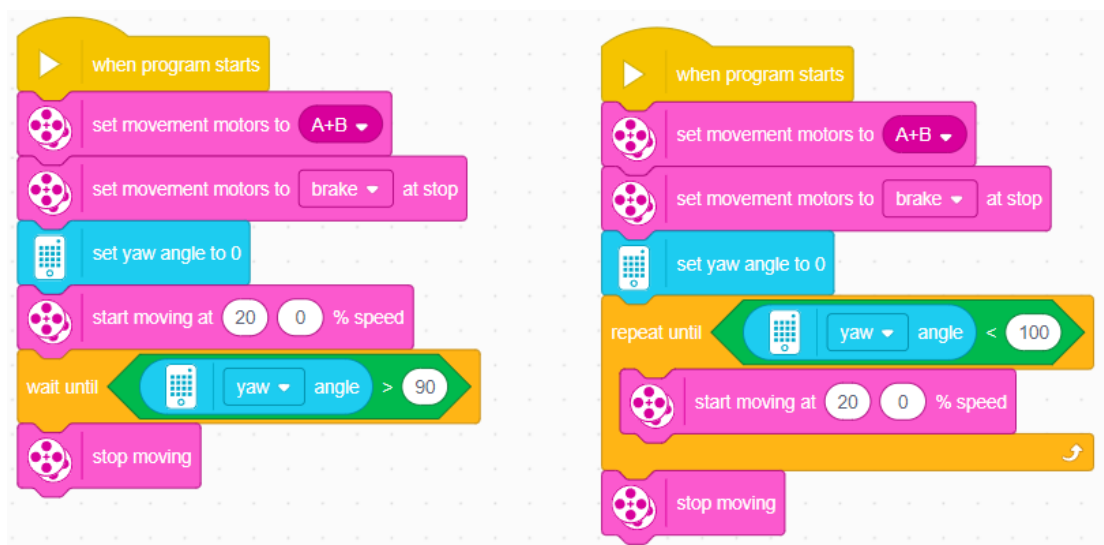 when program starts
set movement motors to A+B
set movement motors to brake at stop
set yaw angle to 0
start moving at 20 0 % speed
wait until yaw angle > 90
stop moving
when program starts
set movement motors to A+B
set movement motors to brake at stop
set yaw angle to 0
repeat until yaw angle < 100
start moving at 20 0 % speed
stop moving